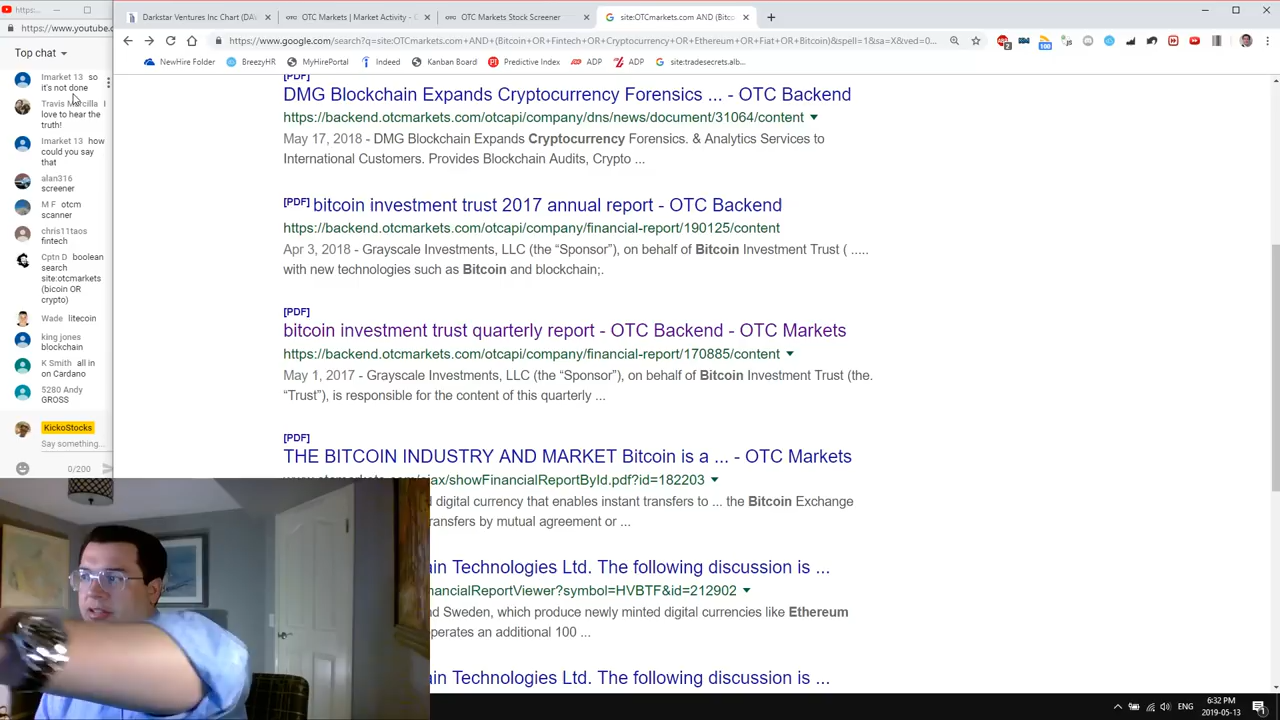 https://www.youtube.c
Darkstar Ventures Inc Chart (DAV
OTC Markets | Market Activity -
OTC Markets Stock Screener
site:OTCmarkets.com AND (Bitco
https://www.google.com/search?q=site:OTCmarkets.com+AND+(Bitcoin+OR+Fintech+OR+Cryptocurrency+OR+Ethereum+OR+Fiat+OR+Bitcoin)&spell=1&sa=X&ved=0...
NewHire Folder
BreezyHR
MyHirePortal
Indeed
Kanban Board
Predictive Index
ADP
ADP
site:tradesecrets.alb...
Top chat
lmarket 13 so
it's not done
Travis I
love to hear the
truth!
lmarket 13 how
could you say
that
alan316
screener
M F otcm
scanner
chris11taos
fintech
Cptn D boolean
search
site:otcmarkets
(bicoin OR
crypto)
Wade litecoin
king jones
blockchain
K Smith all in
on Cardano
5280 Andy
GROSS
KickoStocks
Say something...
0/200
[PDF]
DMG Blockchain Expands Cryptocurrency Forensics ... - OTC Backend
https://backend.otcmarkets.com/otcapi/company/dns/news/document/31064/content
May 17, 2018 - DMG Blockchain Expands Cryptocurrency Forensics. & Analytics Services to
International Customers. Provides Blockchain Audits, Crypto ...
[PDF] bitcoin investment trust 2017 annual report - OTC Backend
https://backend.otcmarkets.com/otcapi/company/financial-report/190125/content
Apr 3, 2018 - Grayscale Investments, LLC (the “Sponsor”), on behalf of Bitcoin Investment Trust ( .....
with new technologies such as Bitcoin and blockchain;.
[PDF]
bitcoin investment trust quarterly report - OTC Backend - OTC Markets
https://backend.otcmarkets.com/otcapi/company/financial-report/170885/content
May 1, 2017 - Grayscale Investments, LLC (the “Sponsor”), on behalf of Bitcoin Investment Trust (the.
“Trust”), is responsible for the content of this quarterly ...
[PDF]
THE BITCOIN INDUSTRY AND MARKET Bitcoin is a ... - OTC Markets
/showFinancialReportById.pdf?id=182203
digital currency that enables instant transfers to ... the Bitcoin Exchange
ransfers by mutual agreement or ...
in Technologies Ltd. The following discussion is ...
nancialReportViewer?symbol=HVBTF&id=212902
d Sweden, which produce newly minted digital currencies like Ethereum
perates an additional 100 ...
in Technologies Ltd. The following discussion is ...
ENG
6:32 PM
2019-05-13